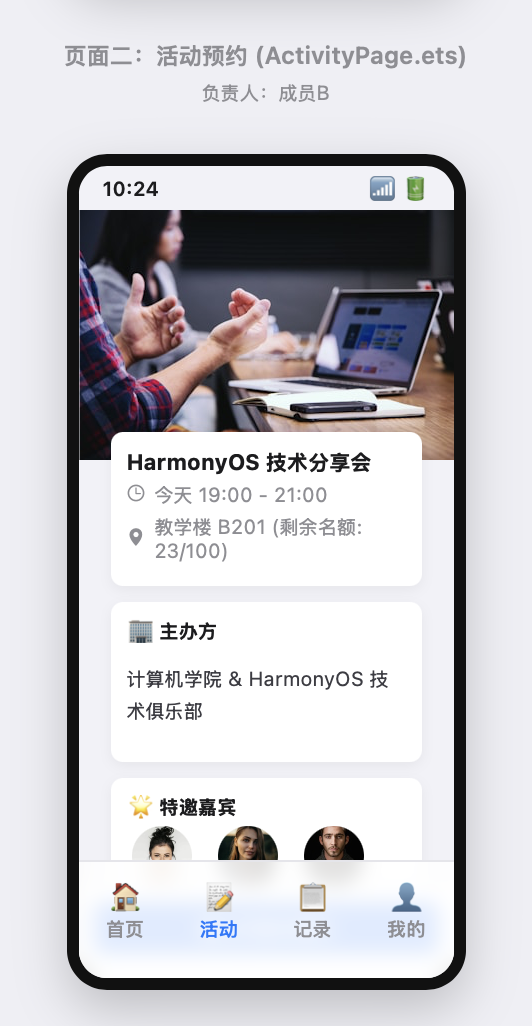 页面二：活动预约 (ActivityPage.ets)
负责人：成员B
10:24
HarmonyOS 技术分享会
今天 19:00 - 21:00
教学楼 B201 (剩余名额:
23/100)
主办方
计算机学院 & HarmonyOS 技
术俱乐部
特邀嘉宾
首页
活动
记录
我的